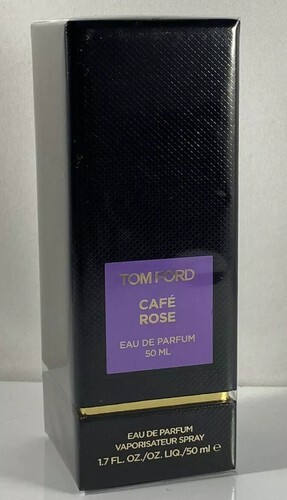 TOM FORD
CAFÉ
ROSE
EAU DE PARFUM
50 ML
EAU DE PARFUM
VAPORISATEUR SPRAY
1.7 FL. OZ./OZ. LIQ./50 ml ℮